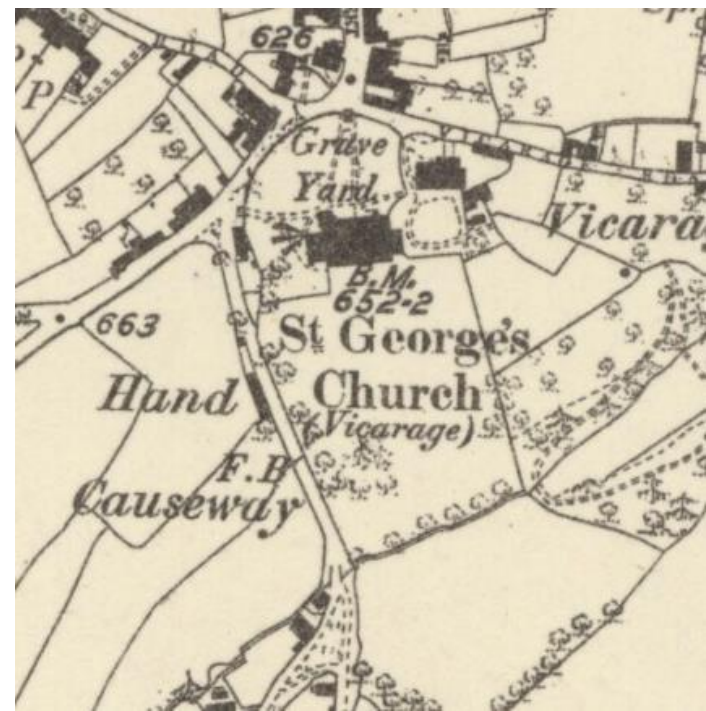 626
P
Grave
Yard
Vicara
B.M.
652·2
663
St George's
Church
(Vicarage)
Hand
F.B
Causeway